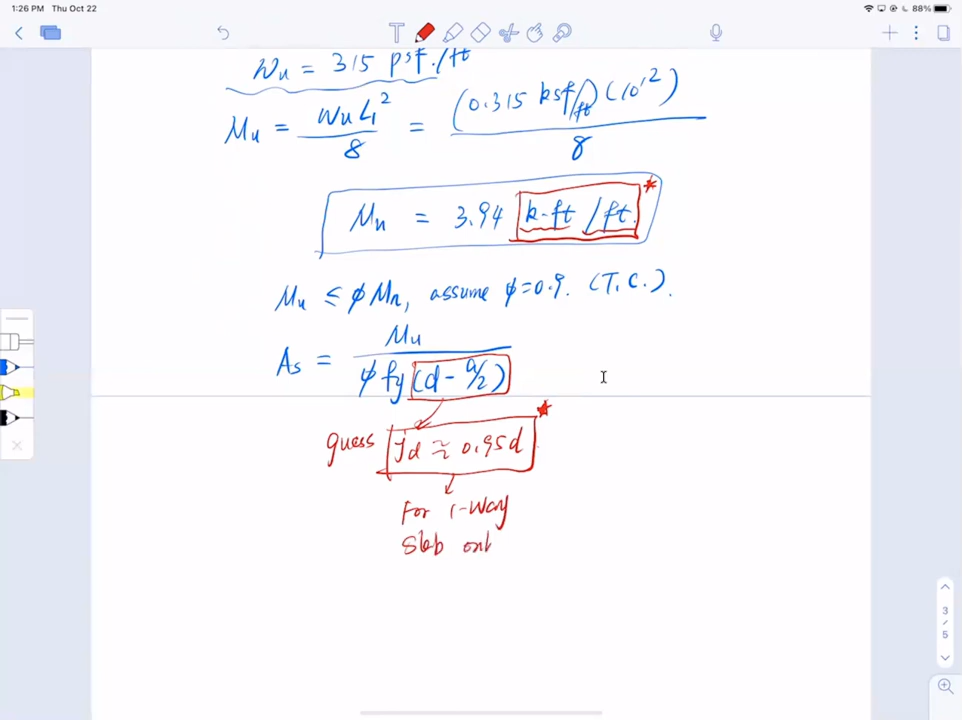 1:26 PM Thu Oct 22
88%
Wu = 315 psf./ft
Mu = WuL₁²/8 = (0.315 ksf/ft)(10'²)/8
Mu = 3.94 k-ft /ft. *
Mu ≤ ϕMn, assume ϕ=0.9. (T.C.).
As = Mu/ϕfy(d - a/2)
guess Jd ≃ 0.95d *
For 1-Way
Slab onl
3
/
5